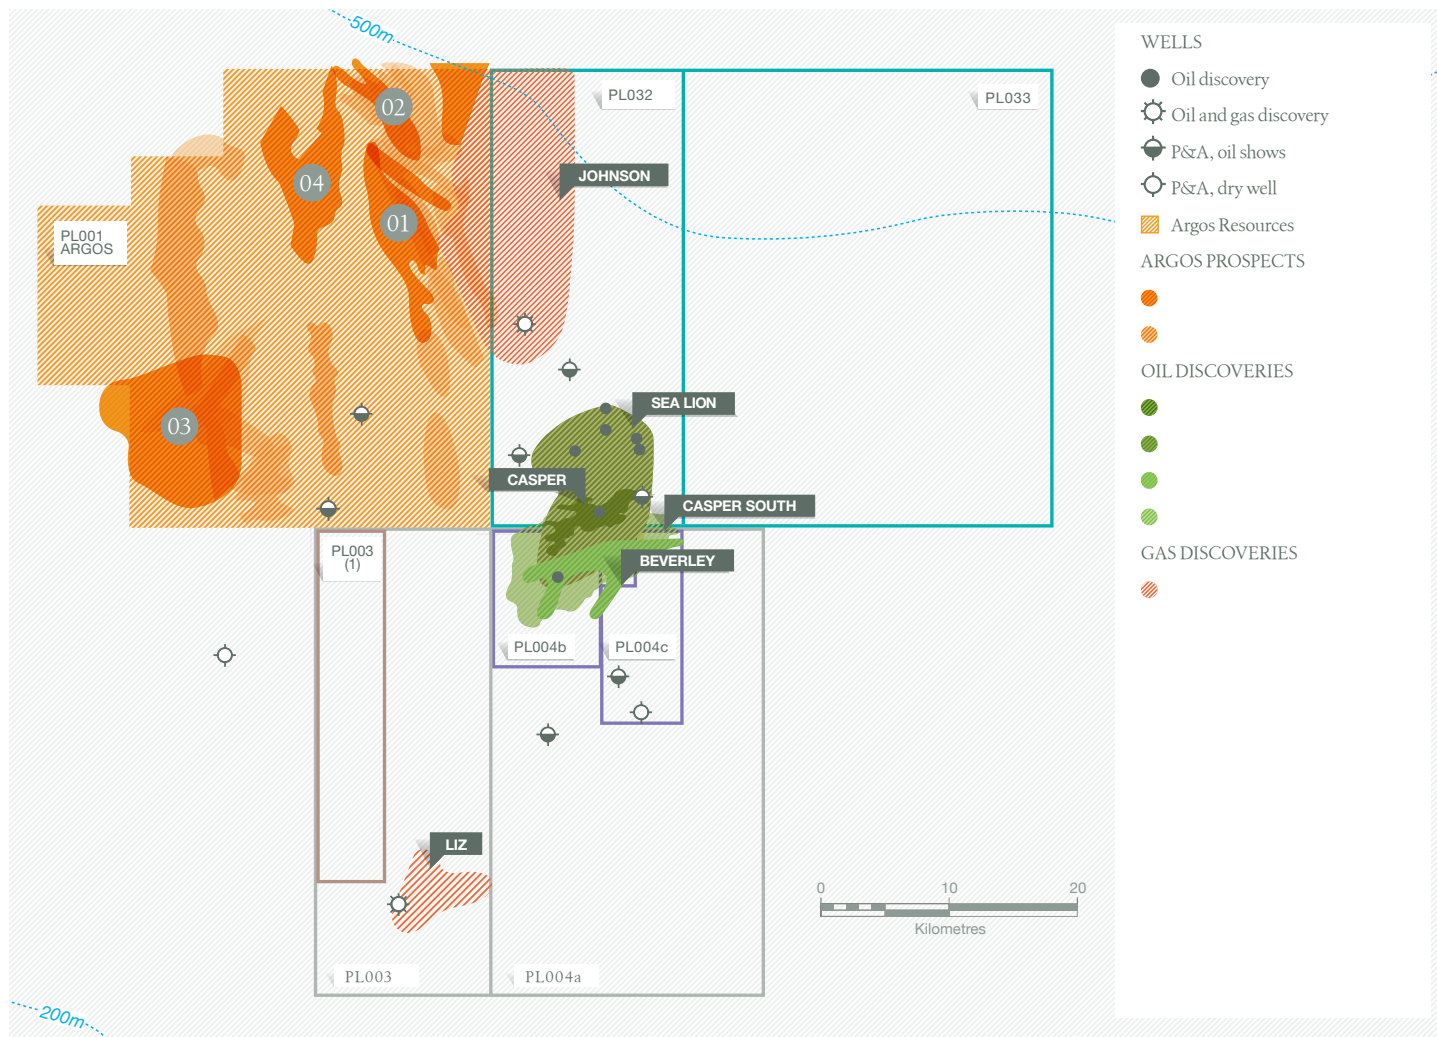 500m
02
04
01
03
PL001
ARGOS
PL032
PL033
JOHNSON
SEA LION
CASPER
CASPER SOUTH
BEVERLEY
PL003
(1)
PL004b
PL004c
LIZ
PL003
PL004a
200m
0
10
20
Kilometres
WELLS
Oil discovery
Oil and gas discovery
P&A, oil shows
P&A, dry well
Argos Resources
ARGOS PROSPECTS
OIL DISCOVERIES
GAS DISCOVERIES